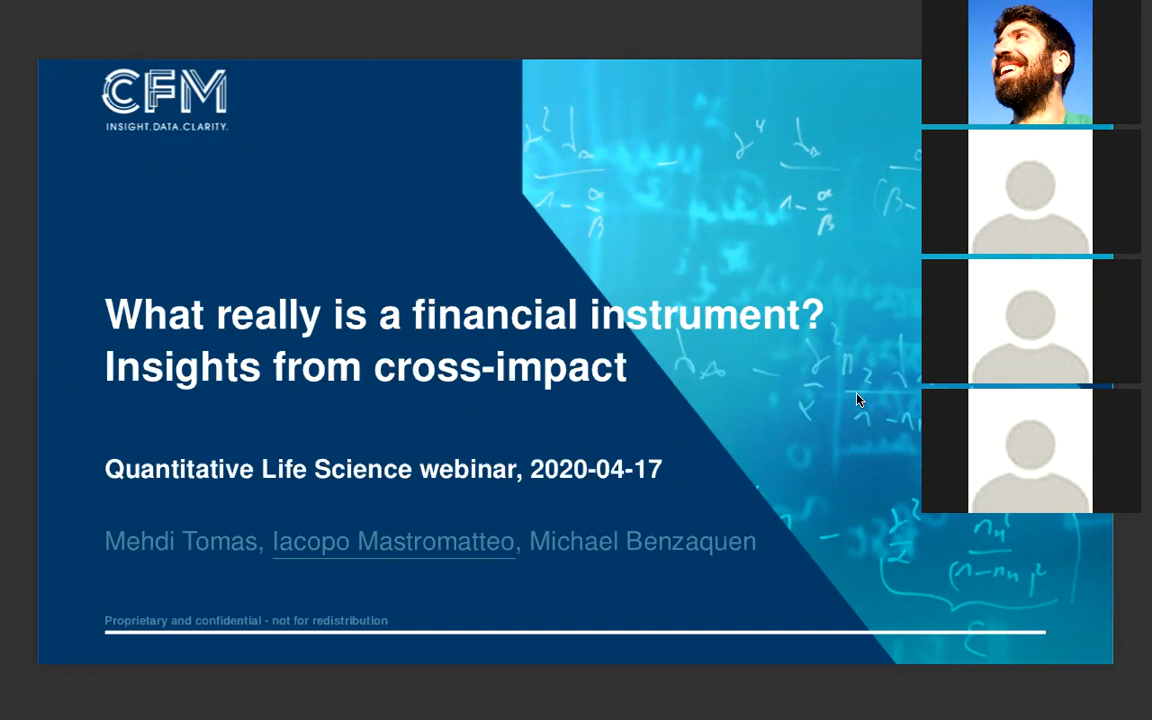 CFM
INSIGHT.DATA.CLARITY.
What really is a financial instrument?
Insights from cross-impact
Quantitative Life Science webinar, 2020-04-17
Mehdi Tomas, Iacopo Mastromatteo, Michael Benzaquen
Proprietary and confidential - not for redistribution